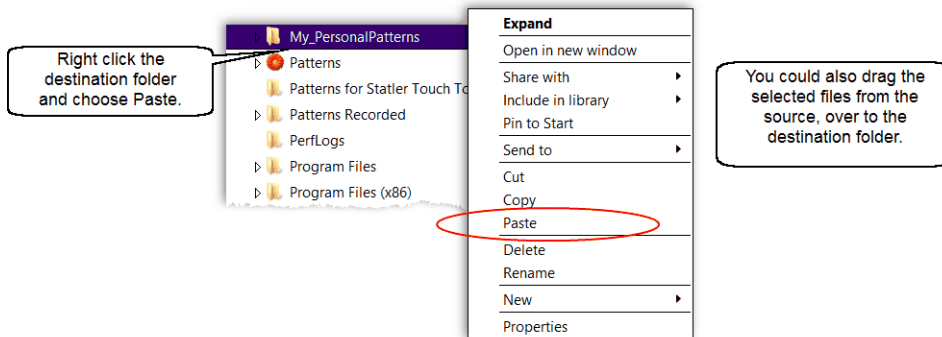 Right click the
destination folder
and choose Paste.
My_PersonalPatterns
Patterns
Patterns for Statler Touch To
Patterns Recorded
PerfLogs
Program Files
Program Files (x86)
Expand
Open in new window
Share with
Include in library
Pin to Start
Send to
Cut
Copy
Paste
Delete
Rename
New
Properties
You could also drag the
selected files from the
source, over to the
destination folder.